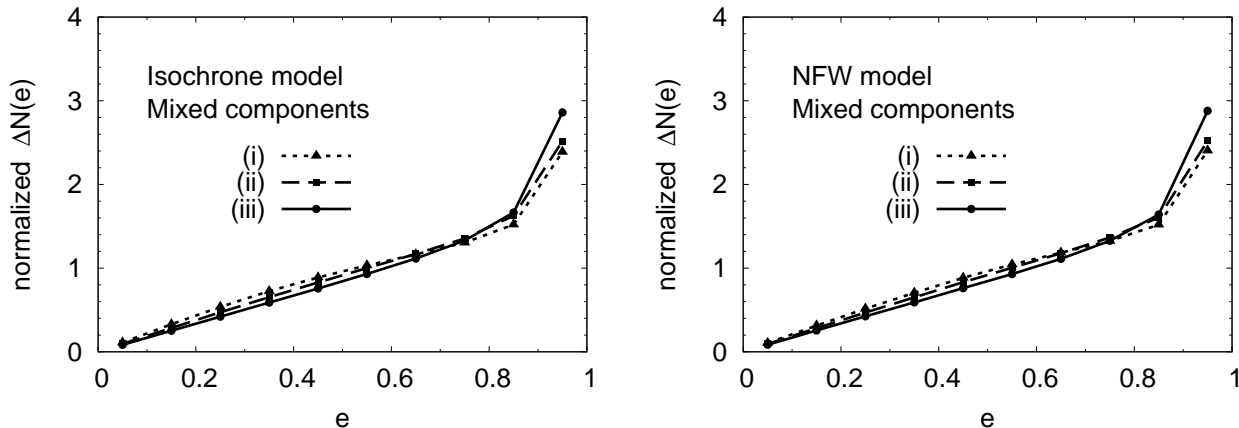 4
3
2
1
0
normalized ΔN(e)
Isochrone model
Mixed components
(i)
(ii)
(iii)
0 0.2 0.4 0.6 0.8 1
e
4
3
2
1
0
normalized ΔN(e)
NFW model
Mixed components
(i)
(ii)
(iii)
0 0.2 0.4 0.6 0.8 1
e